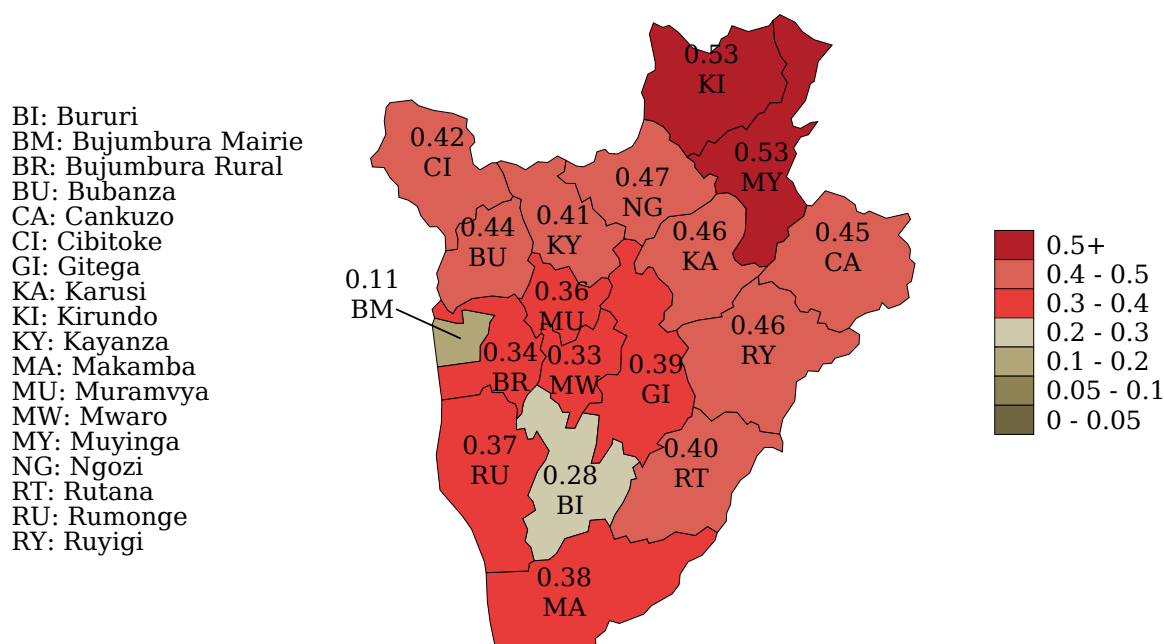 BI: Bururi
BM: Bujumbura Mairie
BR: Bujumbura Rural
BU: Bubanza
CA: Cankuzo
CI: Cibitoke
GI: Gitega
KA: Karusi
KI: Kirundo
KY: Kayanza
MA: Makamba
MU: Muramvya
MW: Mwaro
MY: Muyinga
NG: Ngozi
RT: Rutana
RU: Rumonge
RY: Ruyigi
0.53
KI
0.42
CI
0.53
MY
0.47
NG
0.41
KY
0.44
BU
0.46
KA
0.45
CA
0.11
BM
0.36
MU
0.46
RY
0.34
BR
0.33
MW
0.39
GI
0.37
RU
0.28
BI
0.40
RT
0.38
MA
0.5+
0.4 - 0.5
0.3 - 0.4
0.2 - 0.3
0.1 - 0.2
0.05 - 0.1
0 - 0.05